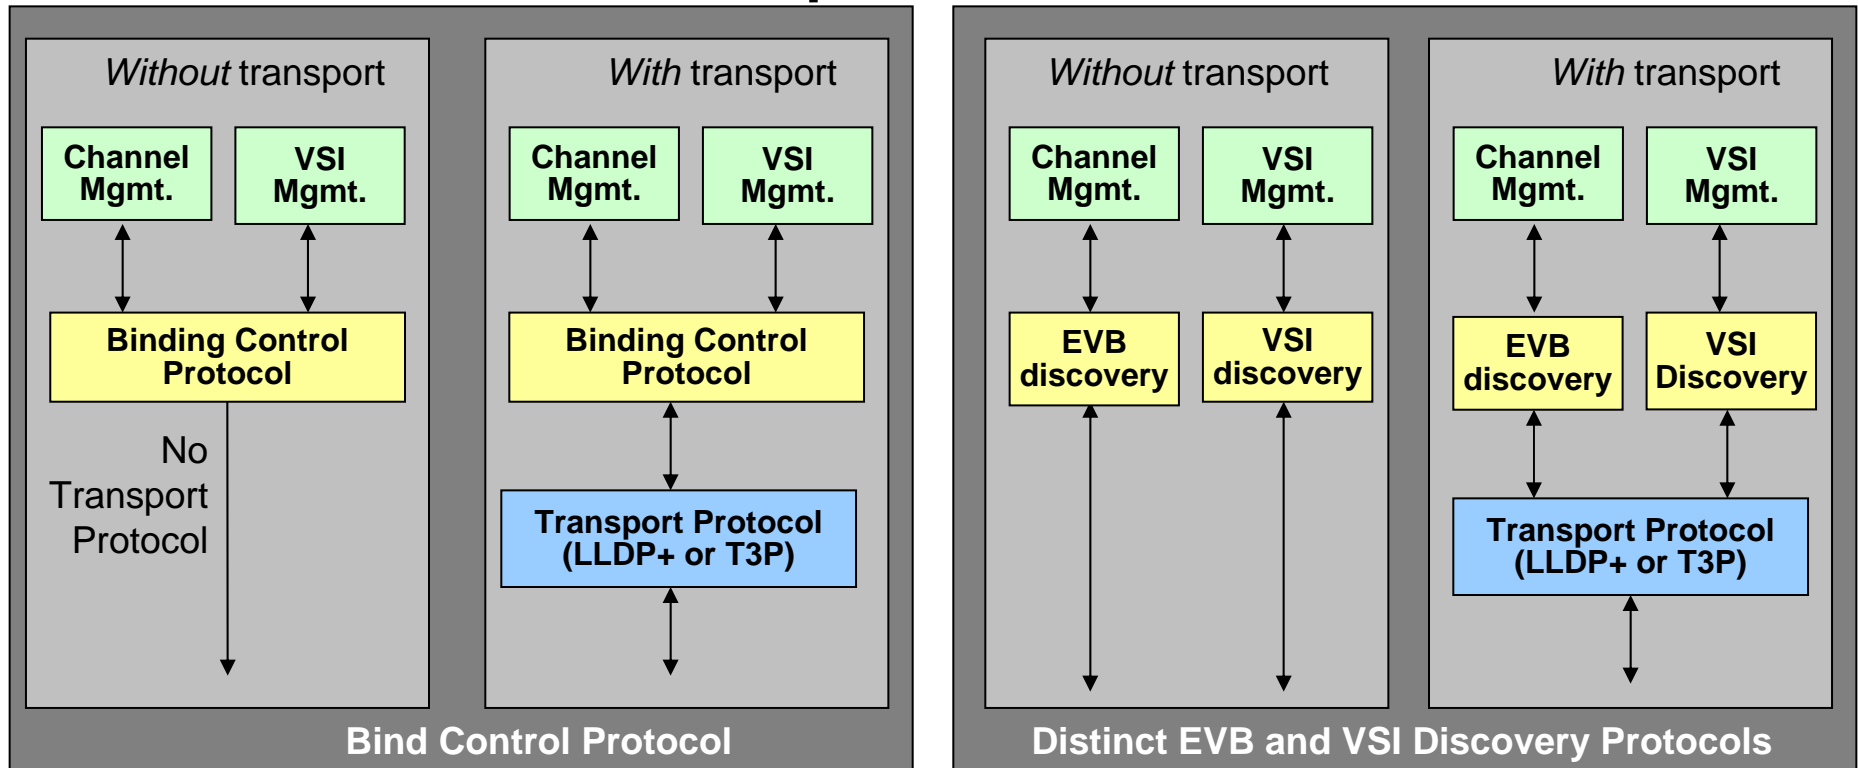 Without transport
Channel
Mgmt.
VSI
Mgmt.
Binding Control
Protocol
No
Transport
Protocol
With transport
Channel
Mgmt.
VSI
Mgmt.
Binding Control
Protocol
Transport Protocol
(LLDP+ or T3P)
Bind Control Protocol
Without transport
Channel
Mgmt.
VSI
Mgmt.
EVB
discovery
VSI
discovery
With transport
Channel
Mgmt.
VSI
Mgmt.
EVB
discovery
VSI
Discovery
Transport Protocol
(LLDP+ or T3P)
Distinct EVB and VSI Discovery Protocols